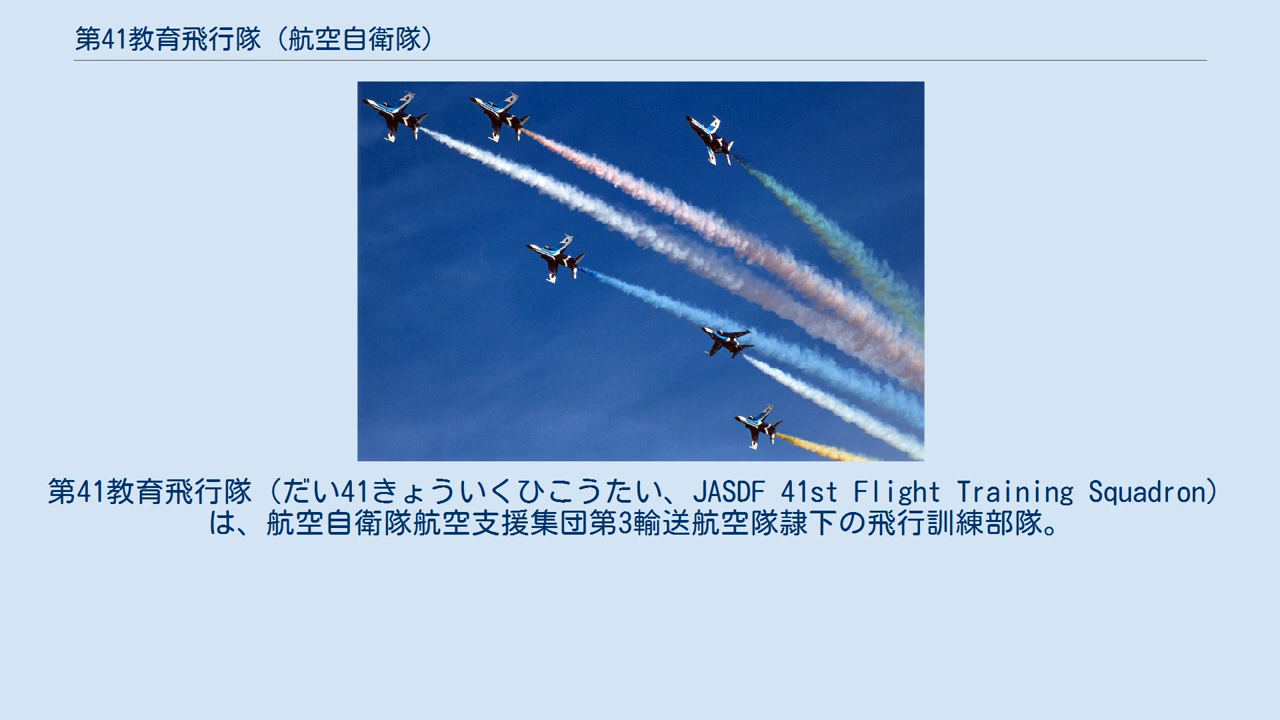 第41教育飛行隊（航空自衛隊）
第41教育飛行隊（だい41きょういくひこうたい、JASDF 41st Flight Training Squadron）
は、航空自衛隊航空支援集団第3輸送航空隊隷下の飛行訓練部隊。